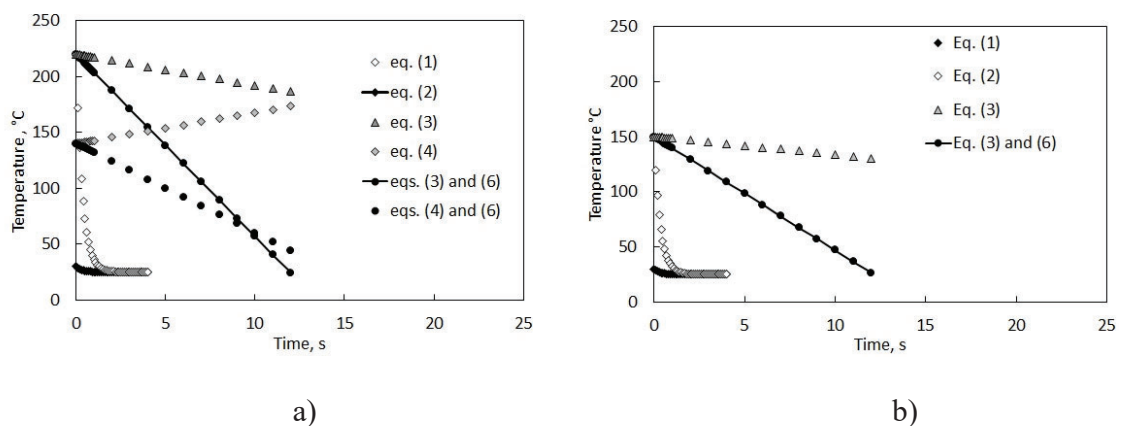 250
200
150
100
50
0
Temperature, °C
0 5 10 15 20 25
Time, s
eq. (1)
eq. (2)
eq. (3)
eq. (4)
eqs. (3) and (6)
eqs. (4) and (6)
a)
250
200
150
100
50
0
Temperature °C
0 5 10 15 20 25
Time, s
Eq. (1)
Eq. (2)
Eq. (3)
Eq. (3) and (6)
b)